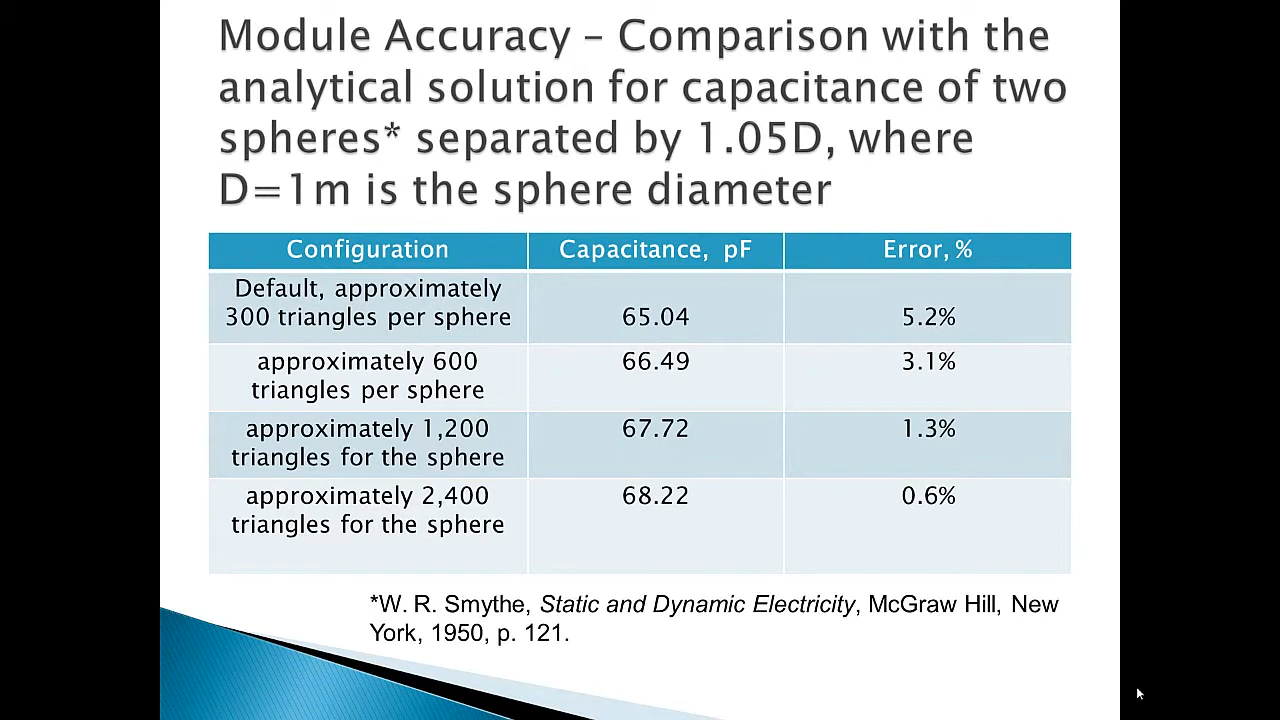 Module Accuracy – Comparison with the
analytical solution for capacitance of two
spheres* separated by 1.05D, where
D=1m is the sphere diameter
Configuration Capacitance, pF Error, %
Default, approximately
300 triangles per sphere 65.04 5.2%
approximately 600 66.49 3.1%
triangles per sphere
approximately 1,200 67.72 1.3%
triangles for the sphere
approximately 2,400 68.22 0.6%
triangles for the sphere
*W. R. Smythe, Static and Dynamic Electricity, McGraw Hill, New
York, 1950, p. 121.